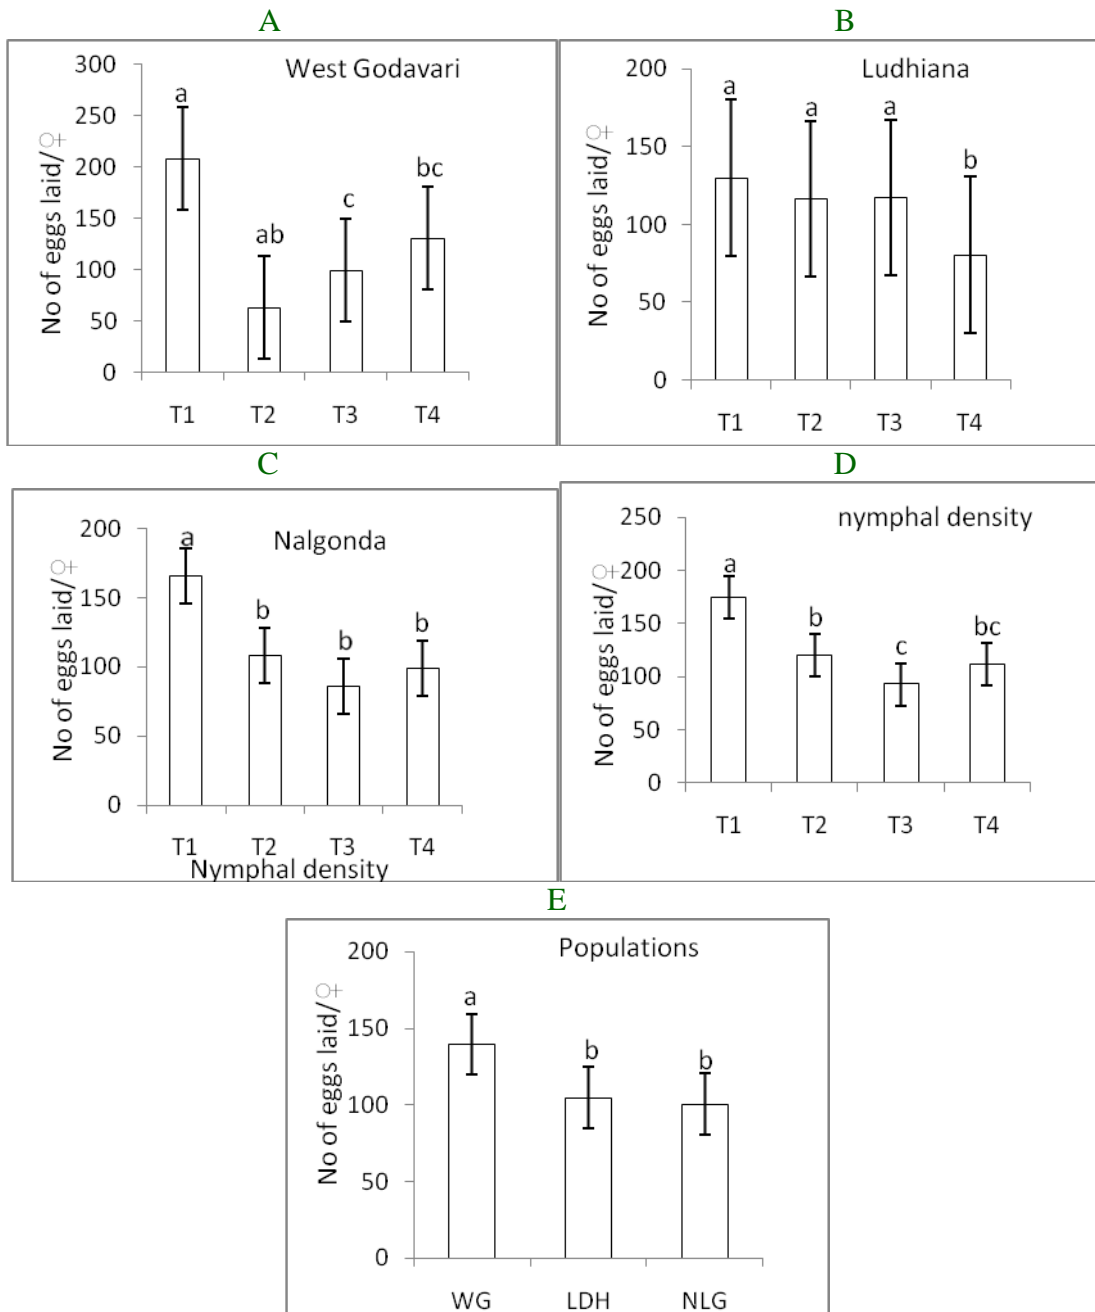 A
West Godavari
No of eggs laid/♀
300
250
200
150
100
50
0
a
ab
c
bc
T1 T2 T3 T4
B
Ludhiana
No of eggs laid/♀
200
150
100
50
0
a
a
a
b
T1 T2 T3 T4
C
Nalgonda
No of eggs laid/♀
200
150
100
50
0
a
b
b
b
T1 T2 T3 T4
Nymphal density
D
nymphal density
No of eggs laid/♀
250
200
150
100
50
0
a
b
c
bc
T1 T2 T3 T4
E
Populations
No of eggs laid/♀
200
150
100
50
0
a
b
b
WG LDH NLG